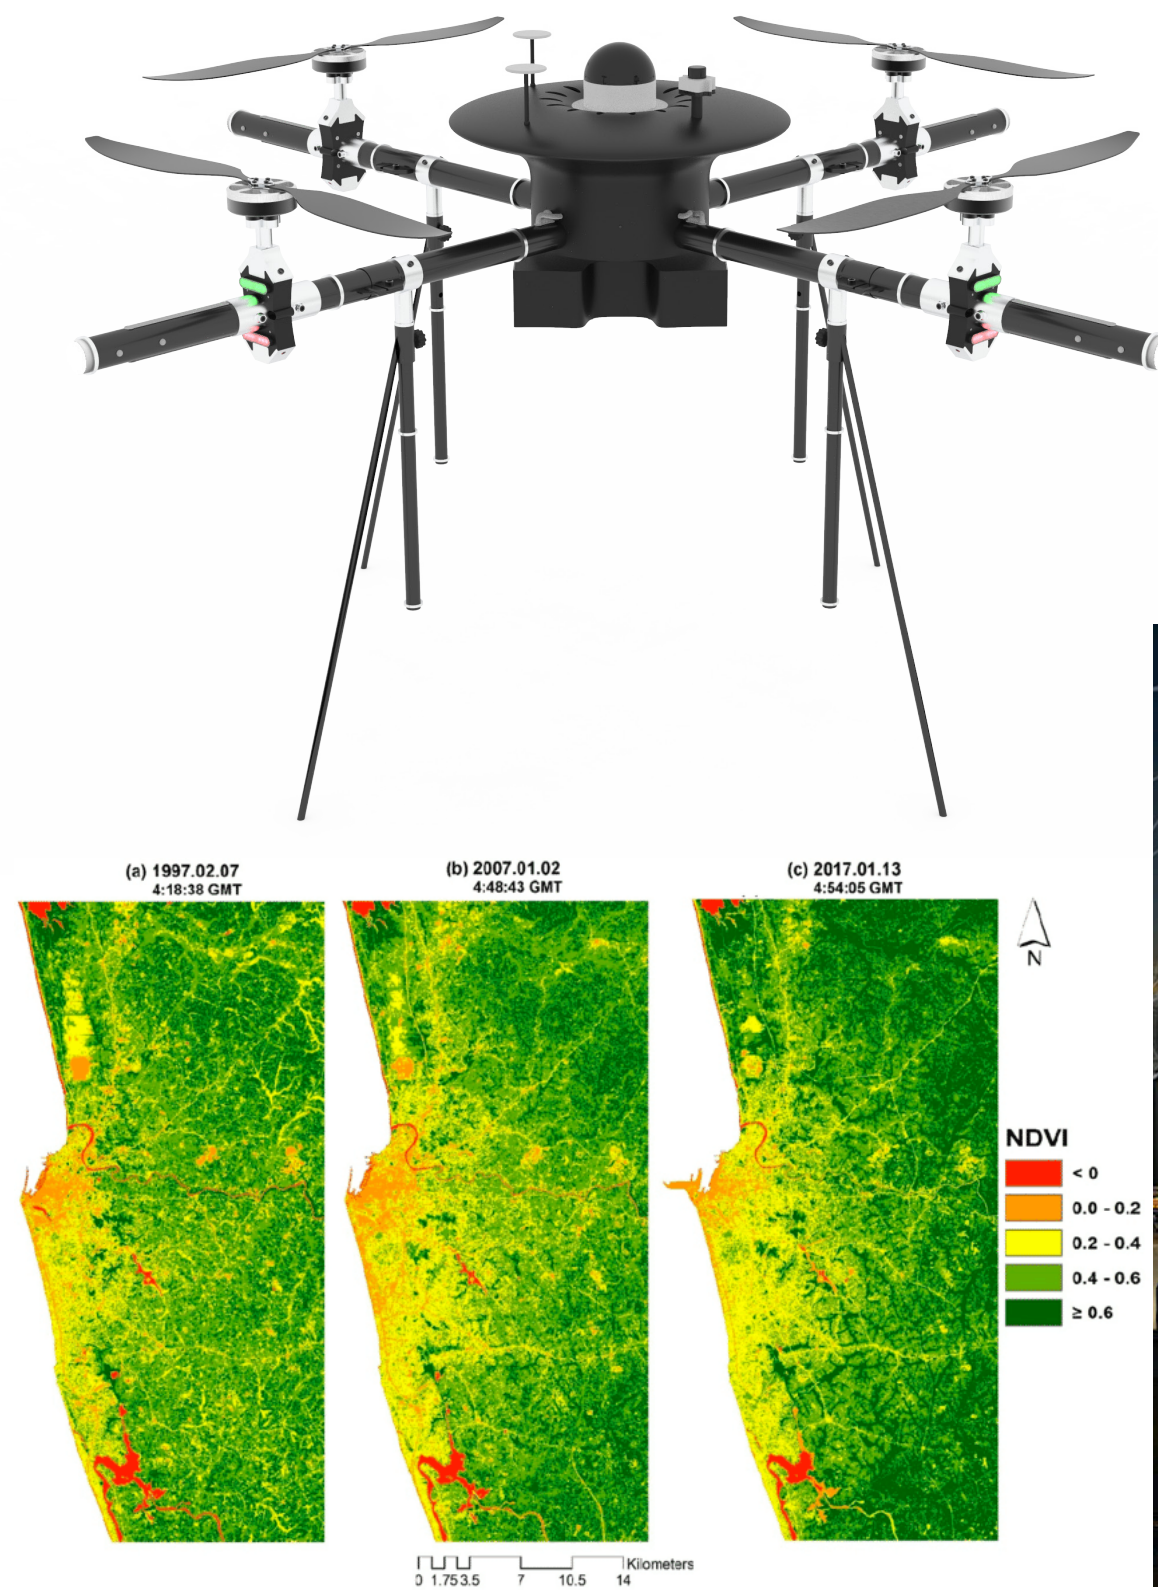 (a) 1997.02.07
4:18:38 GMT
(b) 2007.01.02
4:48:43 GMT
(c) 2017.01.13
4:54:05 GMT
N
NDVI
< 0
0.0 - 0.2
0.2 - 0.4
0.4 - 0.6
≥ 0.6
Kilometers
0 1.75 3.5 7 10.5 14